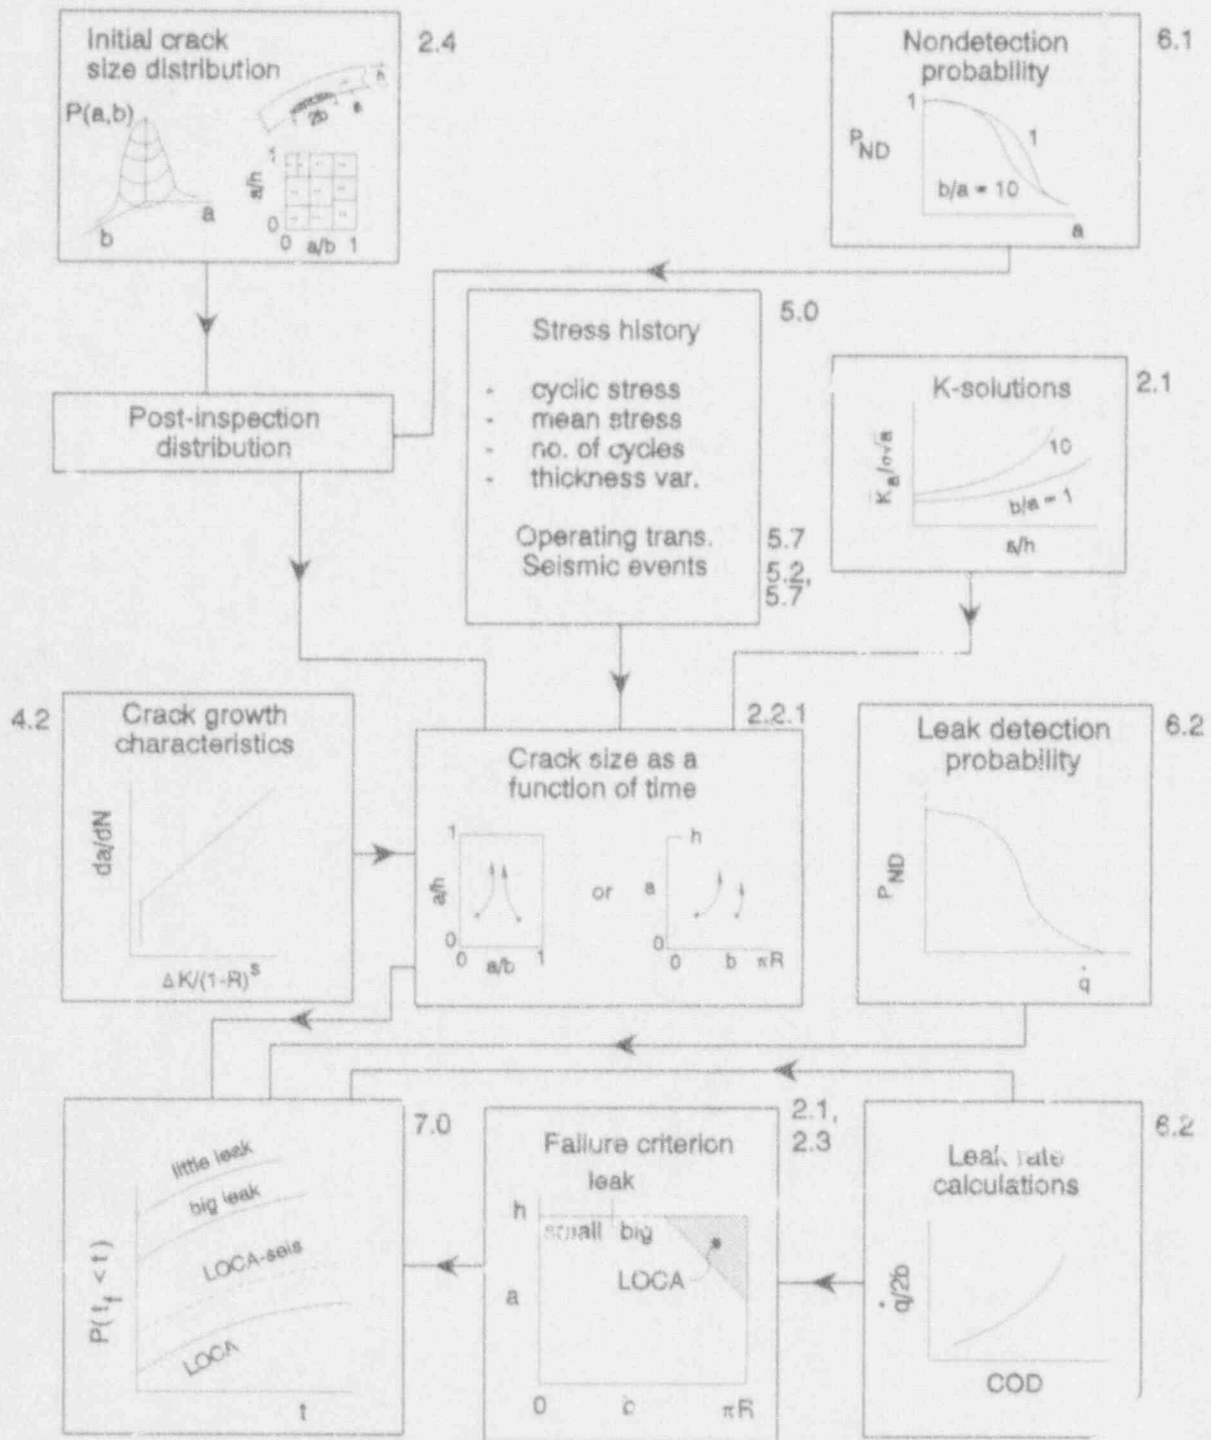 Initial crack
size distribution
2.4
P(a,b)
h
2b
a
a/h
1
0
a
b
0 a/b 1
Nondetection
probability
6.1
1
P_ND
1
b/a = 10
a
Stress history
5.0
- cyclic stress
- mean stress
- no. of cycles
- thickness var.
Operating trans. 5.7
Seismic events 5.2,
5.7
Post-inspection
distribution
K-solutions
2.1
K̄a/σ√a
10
b/a = 1
a/h
4.2
Crack growth
characteristics
da/dN
ΔK/(1-R)^s
2.2.1
Crack size as a
function of time
1
a/h
0
0 a/b 1
or
h
a
0
0 b πR
Leak detection
probability
6.2
P_ND
q̇
7.0
little leak
big leak
LOCA-seis
LOCA
P( t_f < t )
t
2.1,
2.3
Failure criterion
leak
h
small big
LOCA
a
0 πR
6.2
Leak rate
calculations
q̇/2b
COD